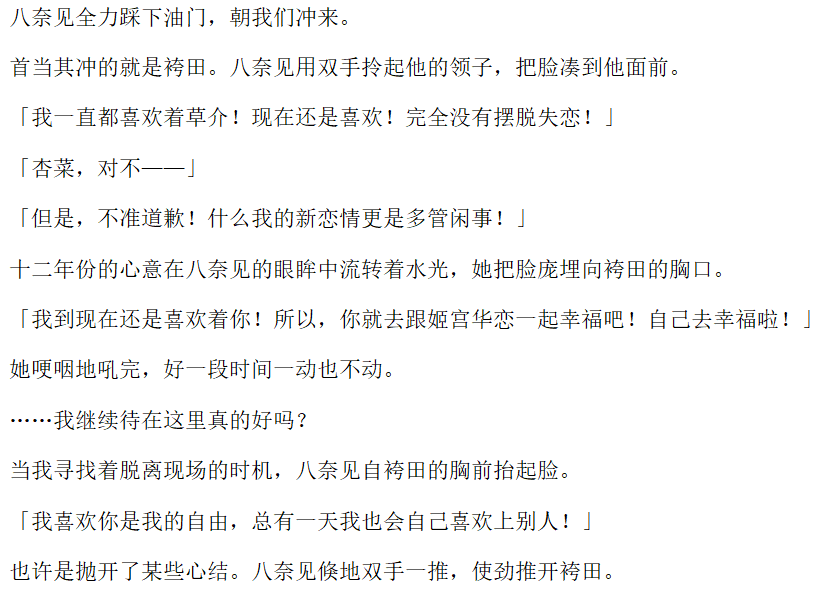 八奈见全力踩下油门，朝我们冲来。
首当其冲的就是袴田。八奈见用双手拎起他的领子，把脸凑到他面前。
「我一直都喜欢着草介！现在还是喜欢！完全没有摆脱失恋！」
「杏菜，对不——」
「但是，不准道歉！什么我的新恋情更是多管闲事！」
十二年份的心意在八奈见的眼眸中流转着水光，她把脸庞埋向袴田的胸口。
「我到现在还是喜欢着你！所以，你就去跟姬宫华恋一起幸福吧！自己去幸福啦！」
她哽咽地吼完，好一段时间一动也不动。
……我继续待在这里真的好吗？
当我寻找着脱离现场的时机，八奈见自袴田的胸前抬起脸。
「我喜欢你是我的自由，总有一天我也会自己喜欢上别人！」
也许是抛开了某些心结。八奈见倏地双手一推，使劲推开袴田。